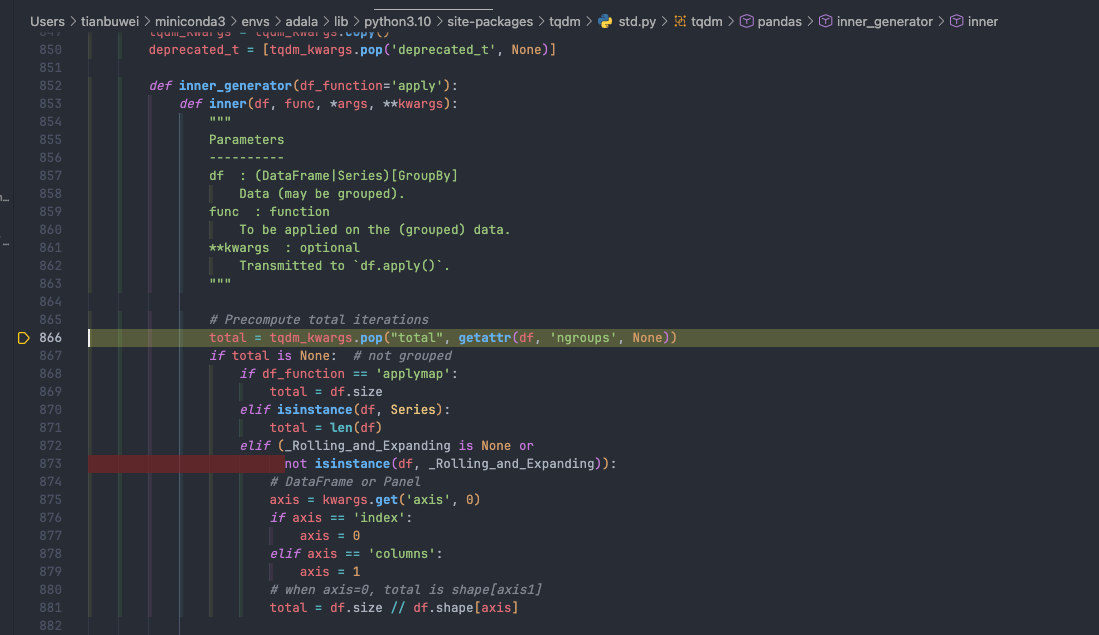 Users > tianbuwei > miniconda3 > envs > adala > lib > python3.10 > site-packages > tqdm > std.py > tqdm > pandas > inner_generator > inner
849 tqdm_kwargs = tqdm_kwargs.copy()
850 deprecated_t = [tqdm_kwargs.pop('deprecated_t', None)]
851
852 def inner_generator(df_function='apply'):
853 def inner(df, func, *args, **kwargs):
854 """
855 Parameters
856 ----------
857 df  : (DataFrame|Series)[GroupBy]
858 Data (may be grouped).
859 func  : function
860 To be applied on the (grouped) data.
861 **kwargs  : optional
862 Transmitted to `df.apply()`.
863 """
864
865 # Precompute total iterations
866 total = tqdm_kwargs.pop("total", getattr(df, 'ngroups', None))
867 if total is None:  # not grouped
868 if df_function == 'applymap':
869 total = df.size
870 elif isinstance(df, Series):
871 total = len(df)
872 elif (_Rolling_and_Expanding is None or
873 not isinstance(df, _Rolling_and_Expanding)):
874 # DataFrame or Panel
875 axis = kwargs.get('axis', 0)
876 if axis == 'index':
877 axis = 0
878 elif axis == 'columns':
879 axis = 1
880 # when axis=0, total is shape[axis1]
881 total = df.size // df.shape[axis]
882